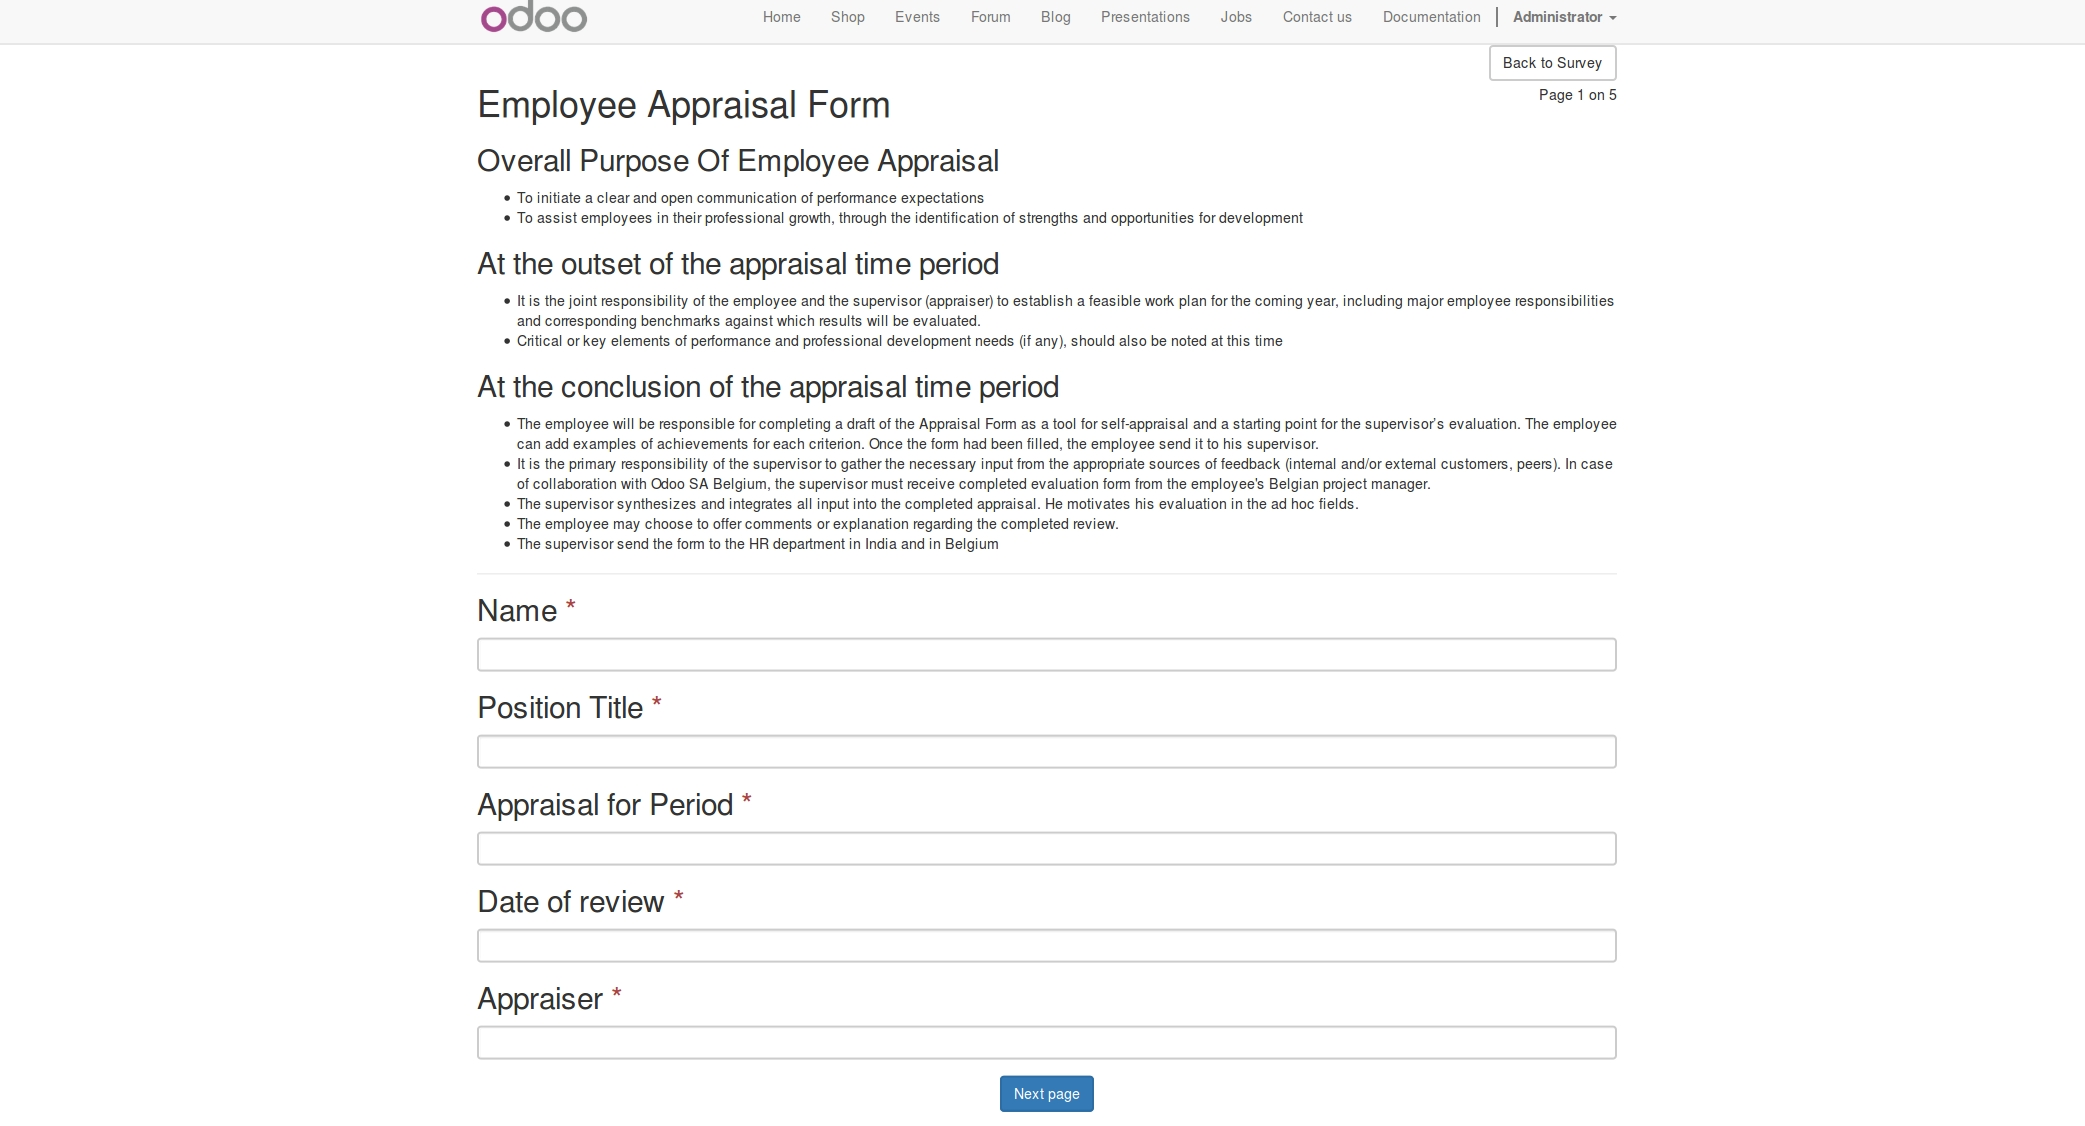 odoo
Home Shop Events Forum Blog Presentations Jobs Contact us Documentation Administrator
Back to Survey
Page 1 on 5
Employee Appraisal Form
Overall Purpose Of Employee Appraisal
• To initiate a clear and open communication of performance expectations
• To assist employees in their professional growth, through the identification of strengths and opportunities for development
At the outset of the appraisal time period
• It is the joint responsibility of the employee and the supervisor (appraiser) to establish a feasible work plan for the coming year, including major employee responsibilities
and corresponding benchmarks against which results will be evaluated.
• Critical or key elements of performance and professional development needs (if any), should also be noted at this time
At the conclusion of the appraisal time period
• The employee will be responsible for completing a draft of the Appraisal Form as a tool for self-appraisal and a starting point for the supervisor’s evaluation. The employee
can add examples of achievements for each criterion. Once the form had been filled, the employee send it to his supervisor.
• It is the primary responsibility of the supervisor to gather the necessary input from the appropriate sources of feedback (internal and/or external customers, peers). In case
of collaboration with Odoo SA Belgium, the supervisor must receive completed evaluation form from the employee's Belgian project manager.
• The supervisor synthesizes and integrates all input into the completed appraisal. He motivates his evaluation in the ad hoc fields.
• The employee may choose to offer comments or explanation regarding the completed review.
• The supervisor send the form to the HR department in India and in Belgium
Name *
Position Title *
Appraisal for Period *
Date of review *
Appraiser *
Next page